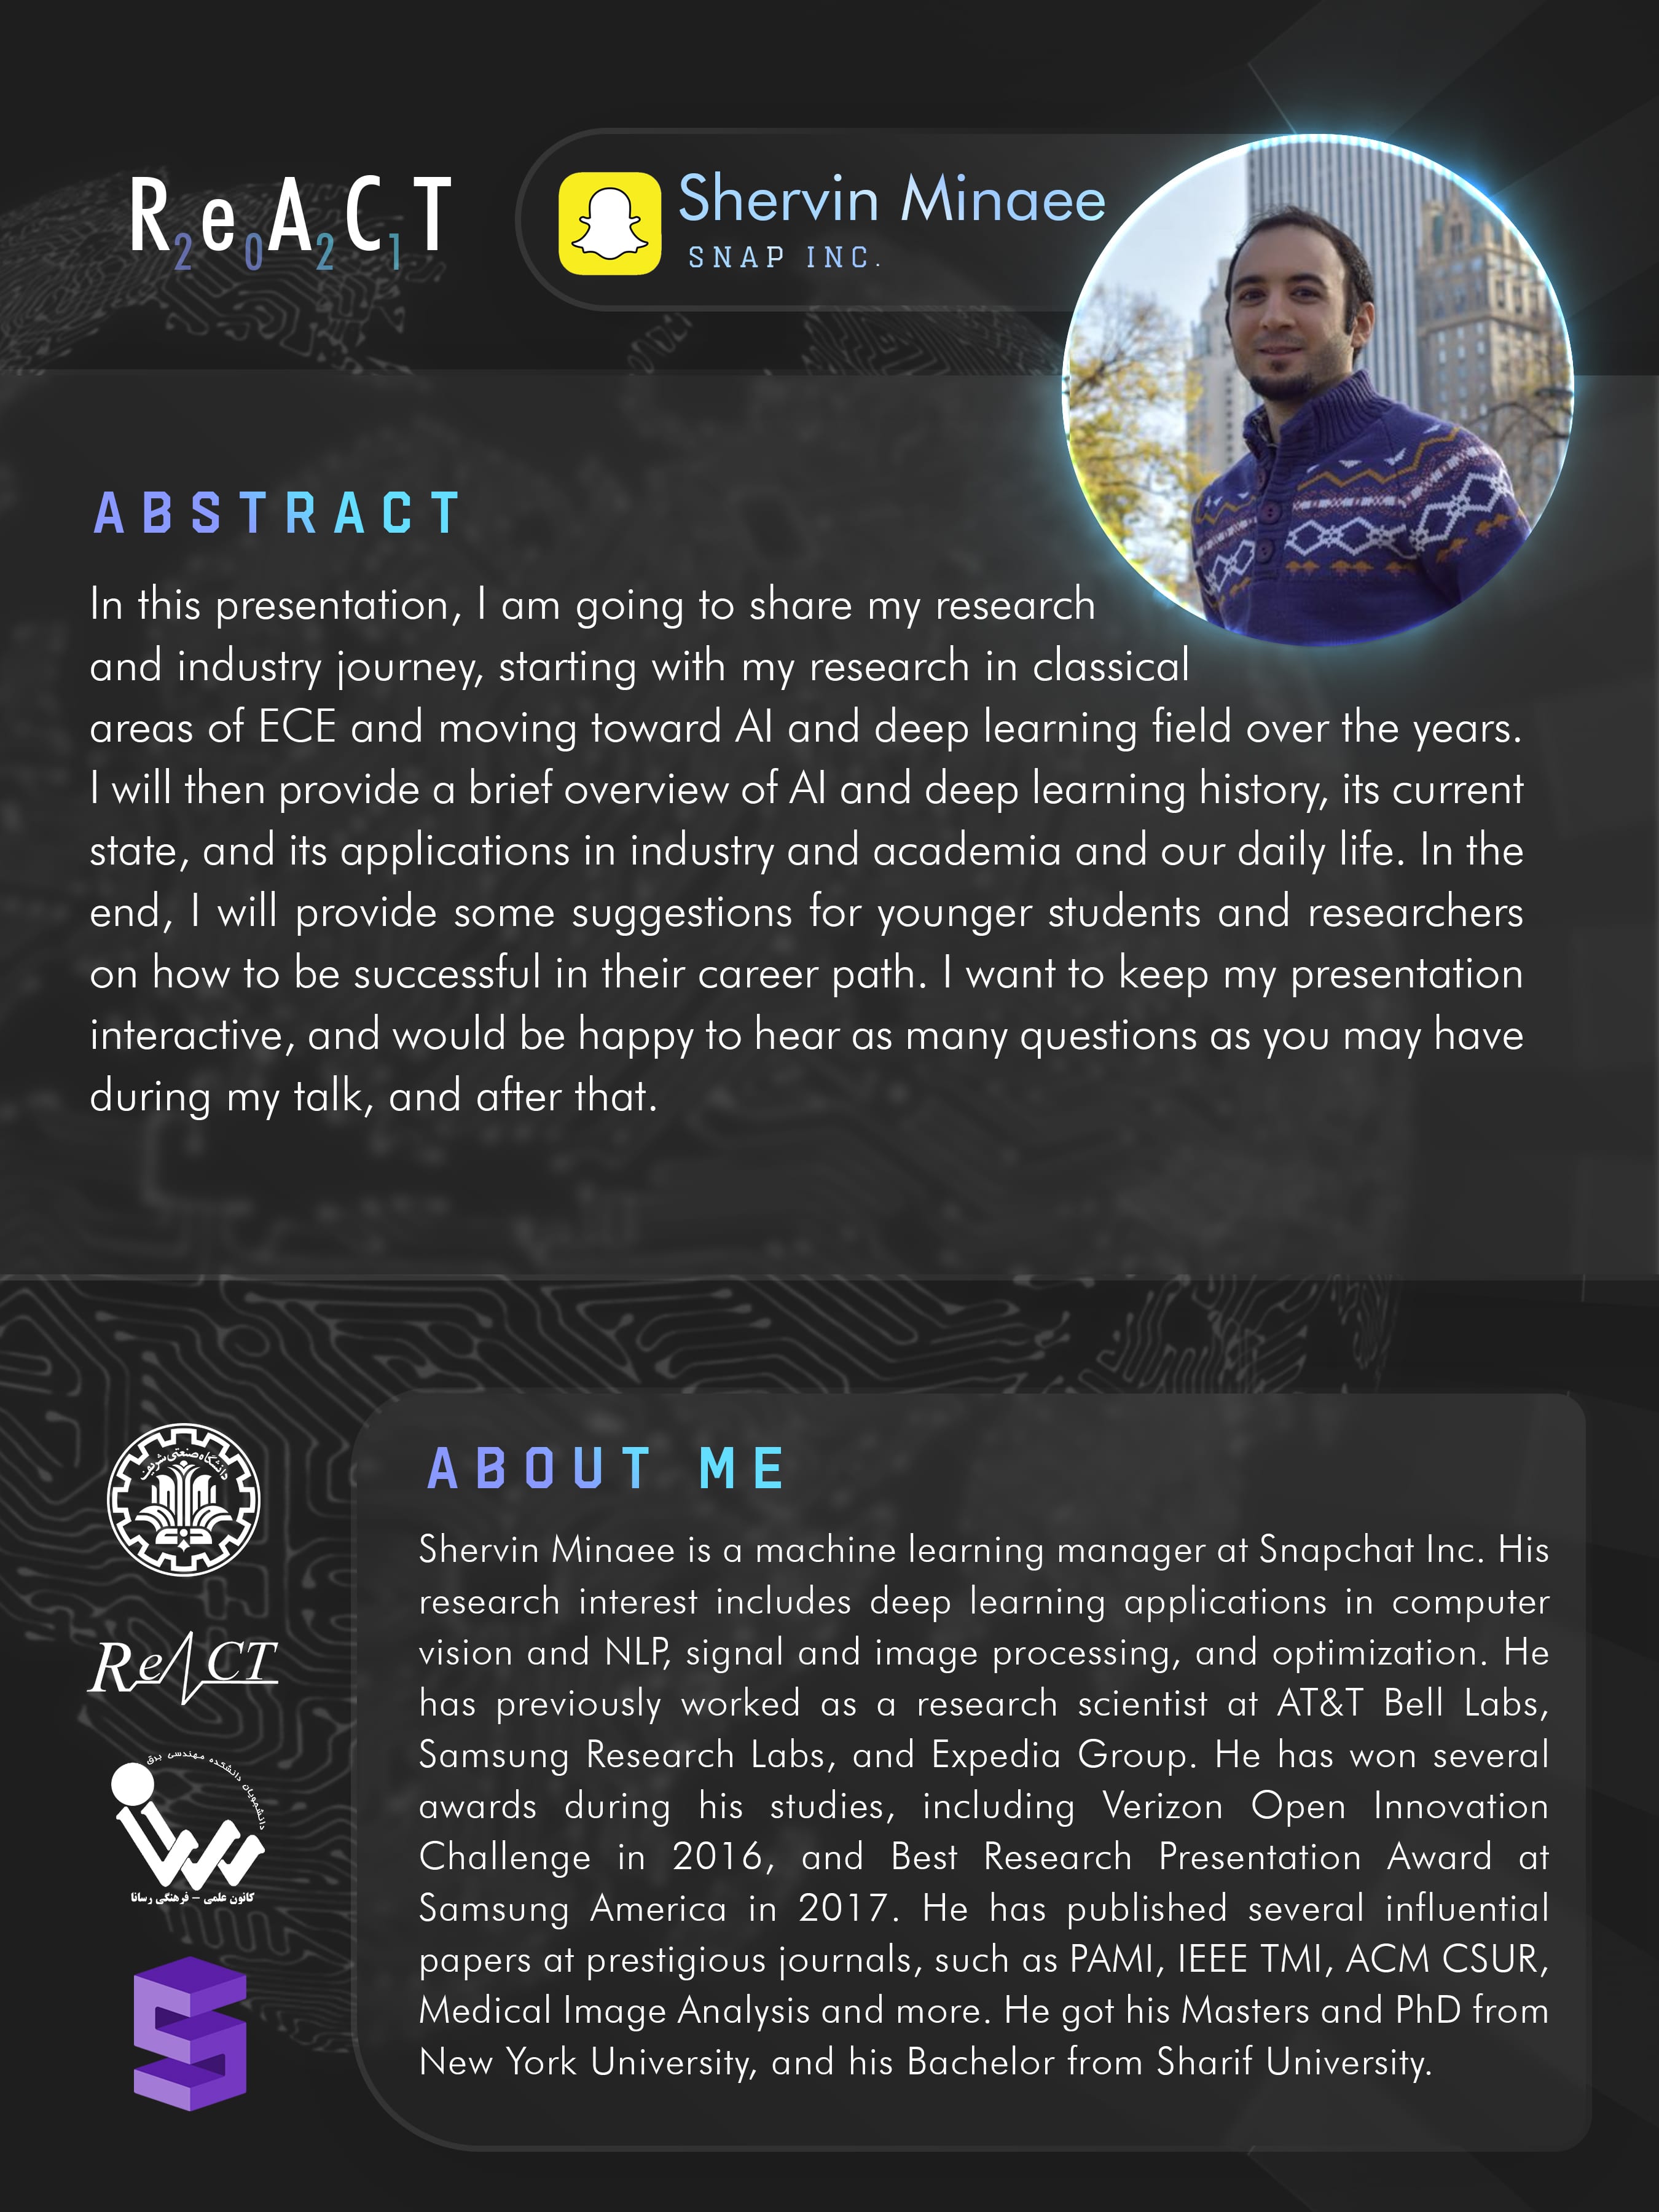 ReACT
2021
Shervin Minaee
SNAP INC.
ABSTRACT
In this presentation, I am going to share my research
and industry journey, starting with my research in classical
areas of ECE and moving toward AI and deep learning field over the years.
I will then provide a brief overview of AI and deep learning history, its current
state, and its applications in industry and academia and our daily life. In the
end, I will provide some suggestions for younger students and researchers
on how to be successful in their career path. I want to keep my presentation
interactive, and would be happy to hear as many questions as you may have
during my talk, and after that.
دانشگاه صنعتی شریف
ReACT
دانشجویان دانشکده مهندسی برق
رسانا
کانون علمی - فرهنگی رسانا
ABOUT ME
Shervin Minaee is a machine learning manager at Snapchat Inc. His
research interest includes deep learning applications in computer
vision and NLP, signal and image processing, and optimization. He
has previously worked as a research scientist at AT&T Bell Labs,
Samsung Research Labs, and Expedia Group. He has won several
awards during his studies, including Verizon Open Innovation
Challenge in 2016, and Best Research Presentation Award at
Samsung America in 2017. He has published several influential
papers at prestigious journals, such as PAMI, IEEE TMI, ACM CSUR,
Medical Image Analysis and more. He got his Masters and PhD from
New York University, and his Bachelor from Sharif University.